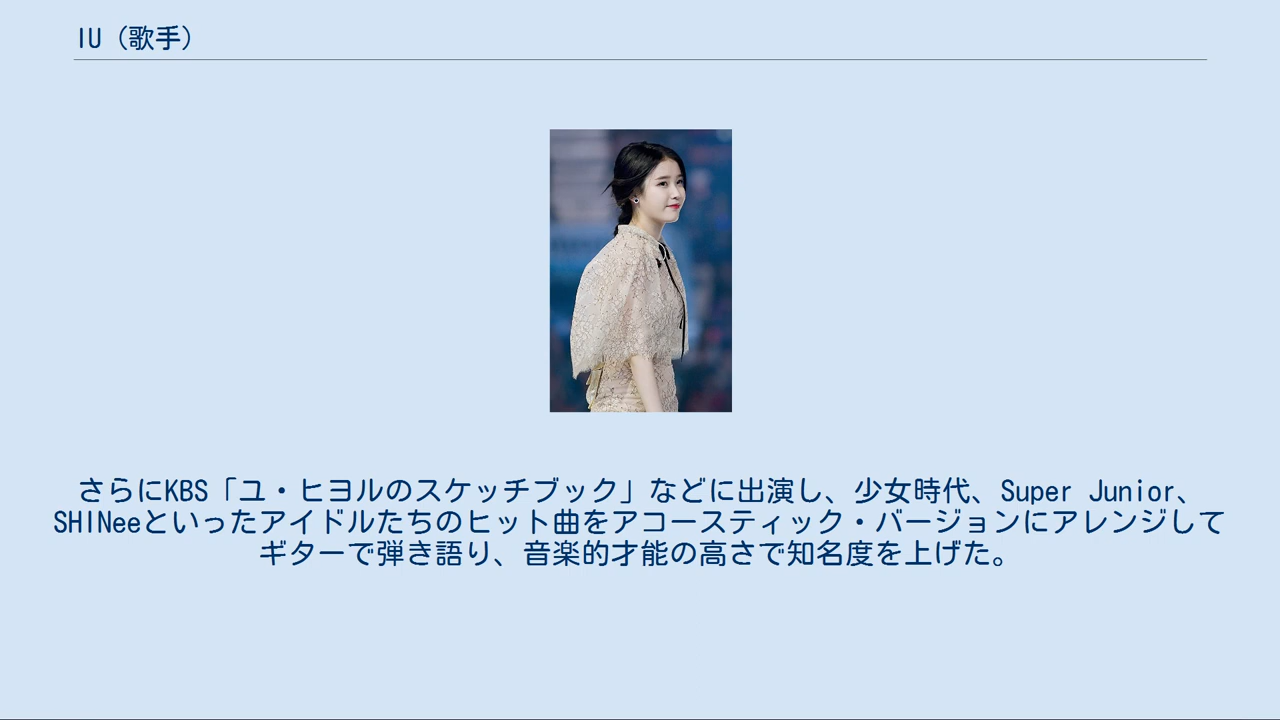 IU（歌手）
さらにKBS「ユ・ヒヨルのスケッチブック」などに出演し、少女時代、Super Junior、
SHINeeといったアイドルたちのヒット曲をアコースティック・バージョンにアレンジして
ギターで弾き語り、音楽的才能の高さで知名度を上げた。